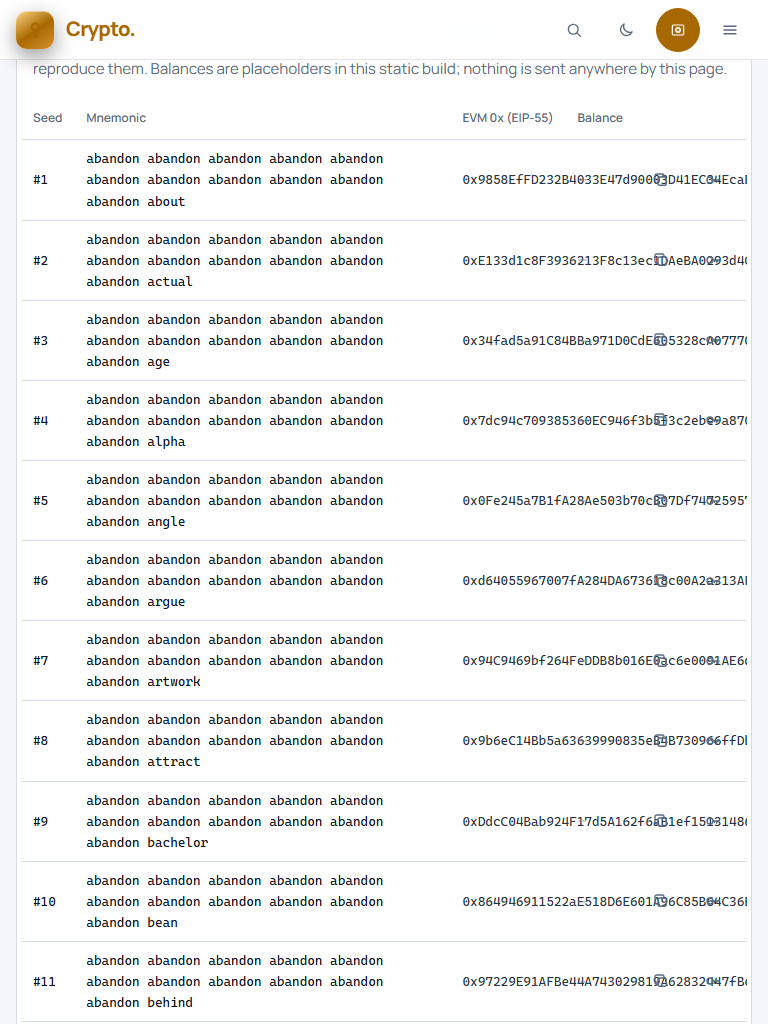 Crypto.
reproduce them. Balances are placeholders in this static build; nothing is sent anywhere by this page.
Seed Mnemonic EVM 0x (EIP-55) Balance
abandon abandon abandon abandon abandon
#1 abandon abandon abandon abandon abandon
abandon about
abandon abandon abandon abandon abandon
#2 abandon abandon abandon abandon abandon
abandon actual
abandon abandon abandon abandon abandon
#3 abandon abandon abandon abandon abandon
abandon age
abandon abandon abandon abandon abandon
#4 abandon abandon abandon abandon abandon
abandon alpha
abandon abandon abandon abandon abandon
#5 abandon abandon abandon abandon abandon
abandon angle
abandon abandon abandon abandon abandon
#6 abandon abandon abandon abandon abandon
abandon argue
abandon abandon abandon abandon abandon
#7 abandon abandon abandon abandon abandon
abandon artwork
abandon abandon abandon abandon abandon
#8 abandon abandon abandon abandon abandon
abandon attract
abandon abandon abandon abandon abandon
#9 abandon abandon abandon abandon abandon
abandon bachelor
abandon abandon abandon abandon abandon
#10 abandon abandon abandon abandon abandon
abandon bean
abandon abandon abandon abandon abandon
#11 abandon abandon abandon abandon abandon
abandon behind